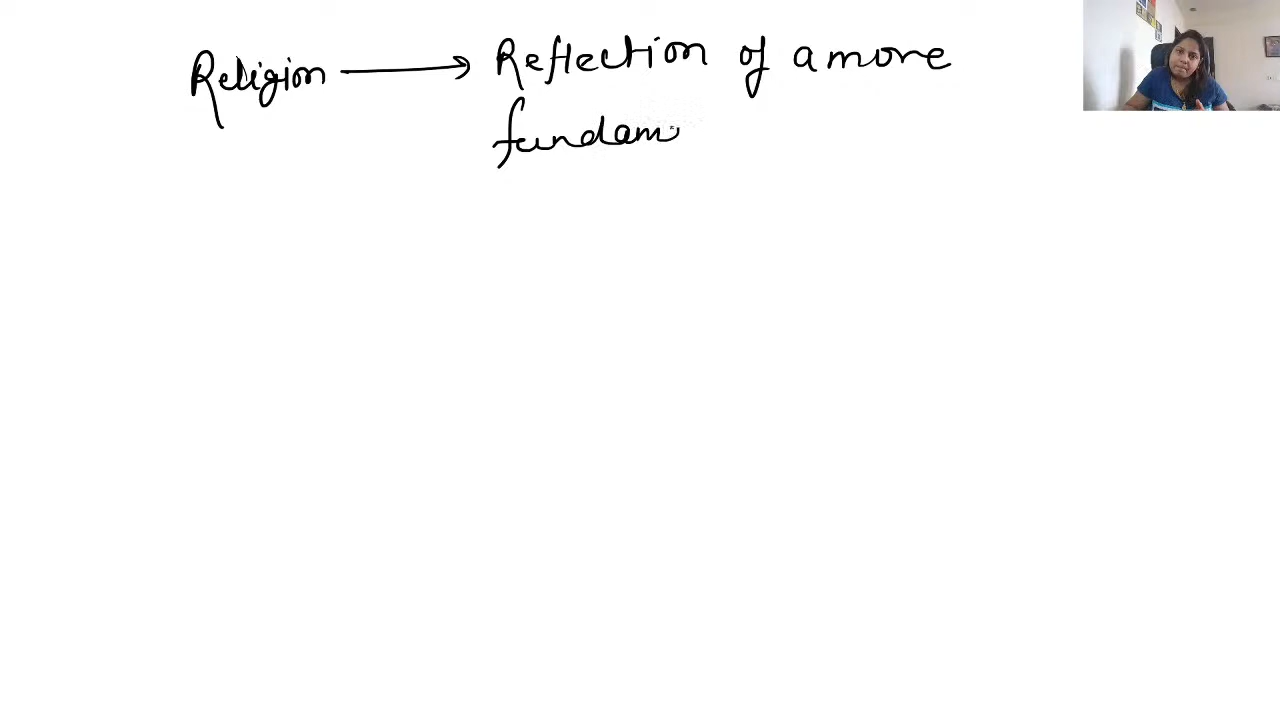 Religion → Reflection of a more
fundam